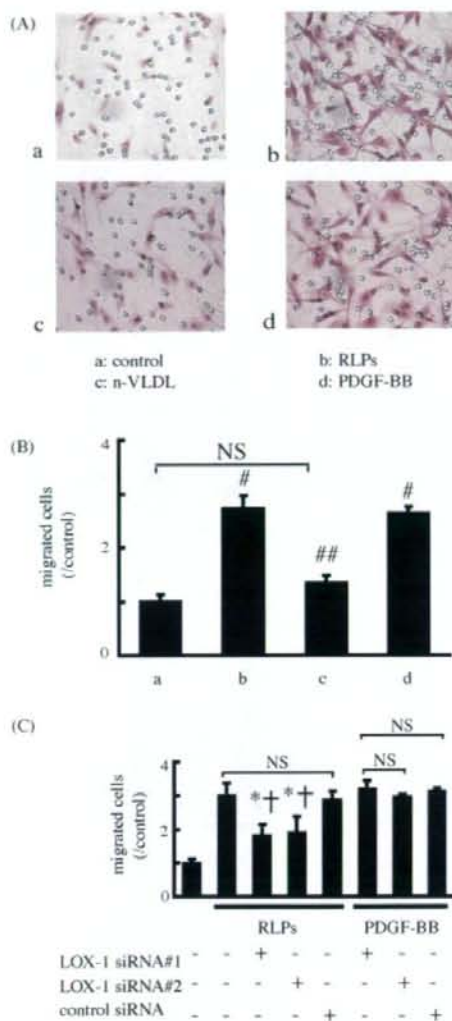 (A)
a
b
c
d
a: control
b: RLPs
c: n-VLDL
d: PDGF-BB
(B)
4
2
0
migrated cells
(/control)
NS
#
##
#
a b c d
(C)
4
2
0
migrated cells
(/control)
NS
*† *†
NS
NS
RLPs PDGF-BB
LOX-1 siRNA#1 - - + - - + - -
LOX-1 siRNA#2 - - - + - - + -
control siRNA - - - - + - - +